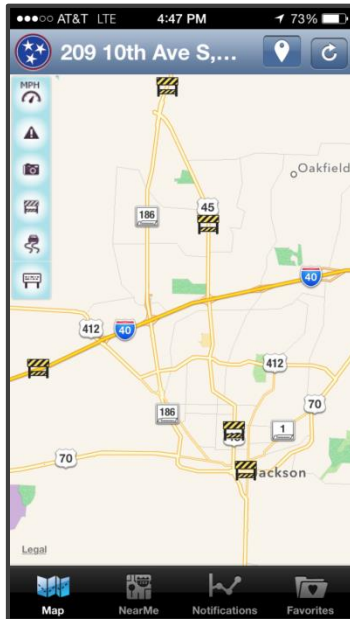 AT&T LTE 4:47 PM 73%
209 10th Ave S,...
MPH
Oakfield
186
45
40
412
40
412
186
70
1
70
Jackson
Legal
Map NearMe Notifications Favorites